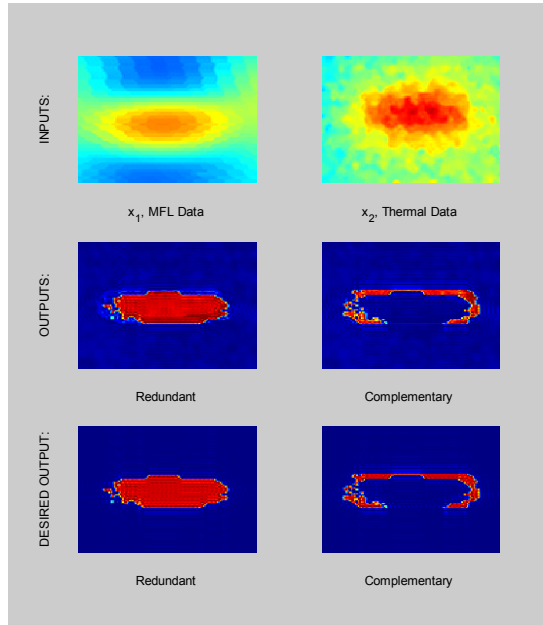 INPUTS:
x1, MFL Data
x2, Thermal Data
OUTPUTS:
Redundant
Complementary
DESIRED OUTPUT:
Redundant
Complementary